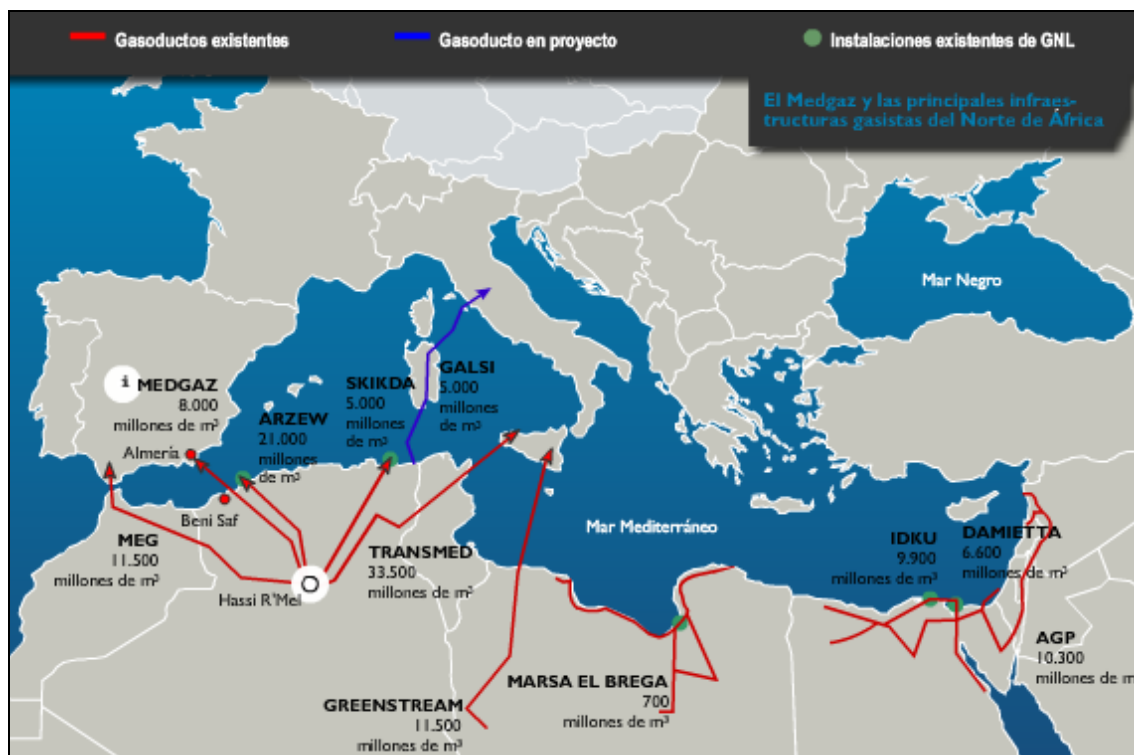 Gasoductos existentes
Gasoducto en proyecto
Instalaciones existentes de GNL
El Medgaz y las principales infraes-
tructuras gasistas del Norte de África
Mar Negro
i
MEDGAZ
8.000
millones de m³
Almería
ARZEW
21.000
millones
de m³
SKIKDA
5.000
millones
de m³
GALSI
5.000
millones
de m³
Beni Saf
MEG
11.500
millones de m³
Hassi R'Mel
TRANSMED
33.500
millones de m³
Mar Mediterráneo
IDKU
9.900
millones de m³
DAMIETTA
6.600
millones de m³
GREENSTREAM
11.500
millones de m³
MARSA EL BREGA
700
millones de m³
AGP
10.300
millones de m